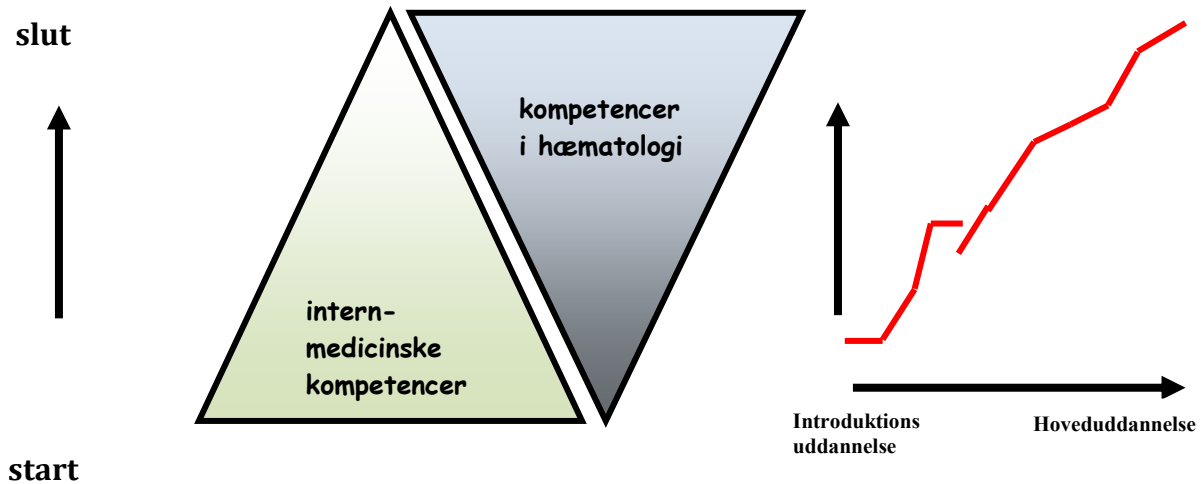 slut
kompetencer
i hæmatologi
intern-
medicinske
kompetencer
Introduktions
uddannelse
Hoveduddannelse
start